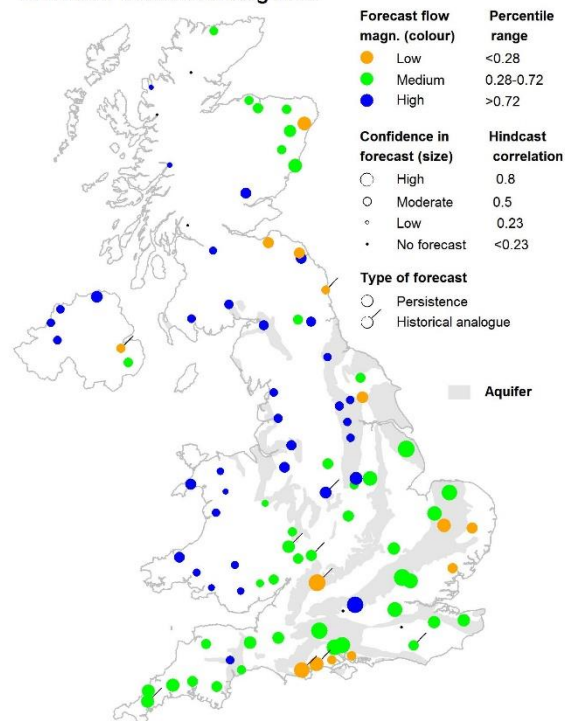 Forecast flow Percentile
magn. (colour) range
Low <0.28
Medium 0.28-0.72
High >0.72
Confidence in Hindcast
forecast (size) correlation
High 0.8
Moderate 0.5
Low 0.23
No forecast <0.23
Type of forecast
Persistence
Historical analogue
Aquifer